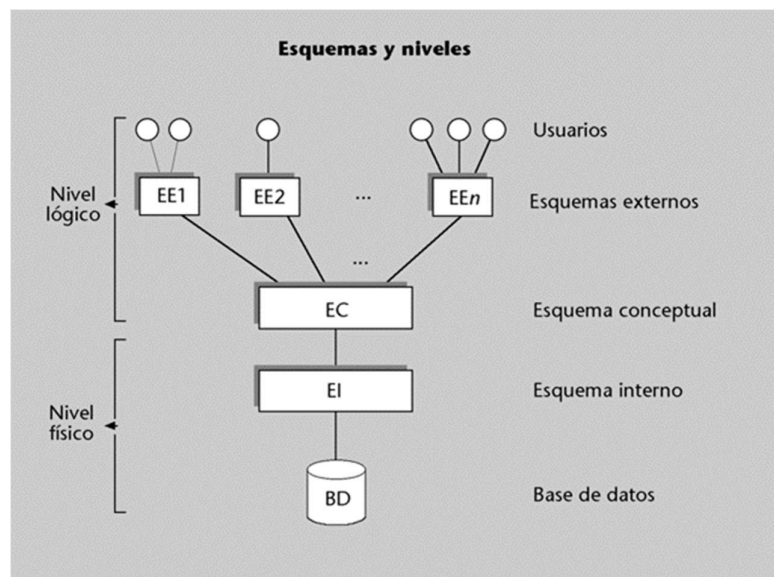 Esquemas y niveles
Usuarios
Nivel
lógico
EE1
EE2
...
EEn
Esquemas externos
...
EC
Esquema conceptual
Nivel
físico
EI
Esquema interno
BD
Base de datos